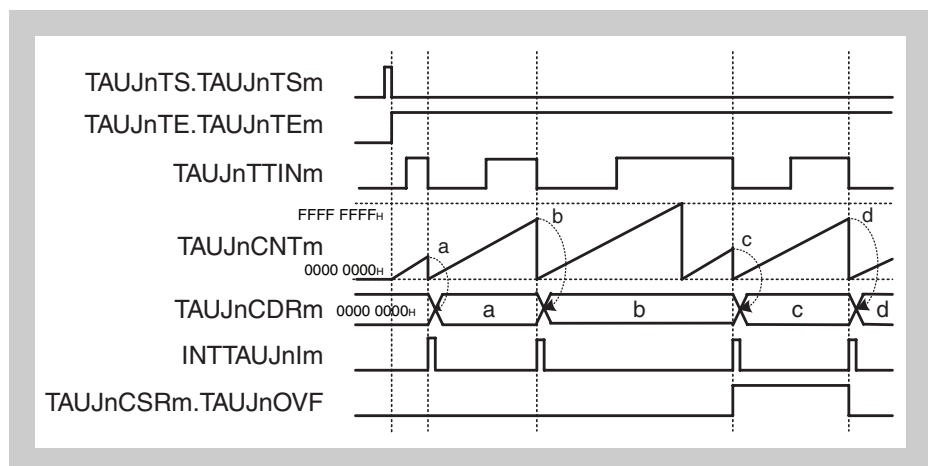 TAUJnTS.TAUJnTSm
TAUJnTE.TAUJnTEm
TAUJnTTINm
FFFF FFFFH
TAUJnCNTm
0000 0000H
a
b
c
d
TAUJnCDRm
0000 0000H
a
b
c
d
INTTAUJnIm
TAUJnCSRm.TAUJnOVF